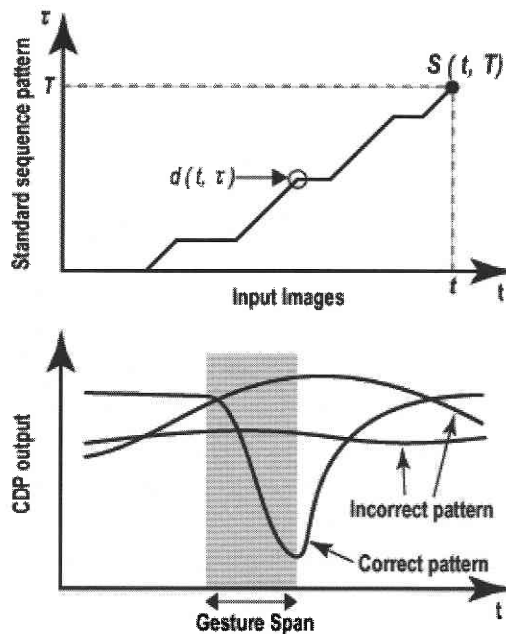 τ
Standard sequence pattern
T
S ( t, T )
d ( t, τ )
Input Images
t
t
CDP output
Incorrect pattern
Correct pattern
t
Gesture Span